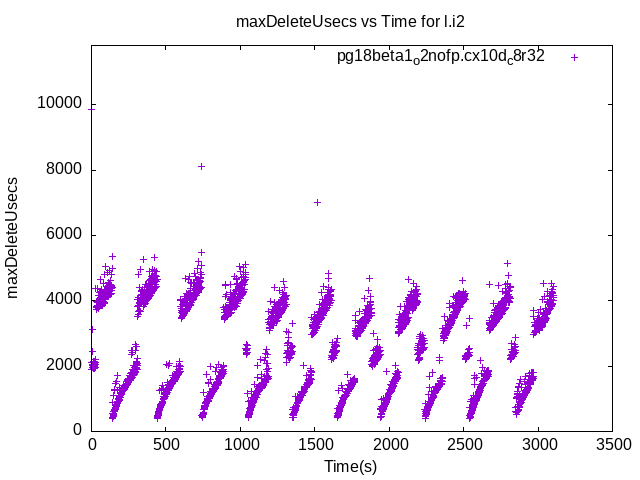 maxDeleteUsecs vs Time for l.i2
pg18beta1o2nofp.cx10dc8r32
maxDeleteUsecs
10000
8000
6000
4000
2000
0
0 500 1000 1500 2000 2500 3000 3500
Time(s)